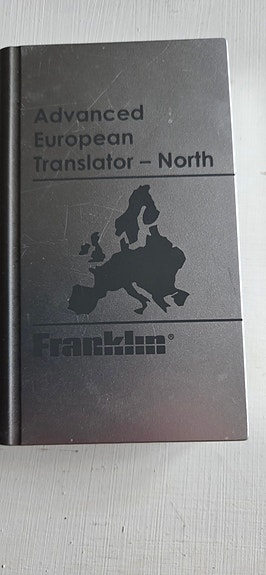 Advanced
European
Translator – North
Franklin®